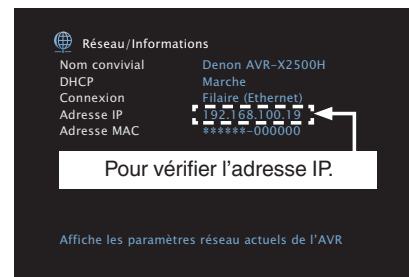 Réseau/Informations
Nom convivial Denon AVR-X2500H
DHCP Marche
Connexion Filaire (Ethernet)
Adresse IP 192.168.100.19
Adresse MAC ******-000000
Pour vérifier l'adresse IP.
Affiche les paramètres réseau actuels de l'AVR